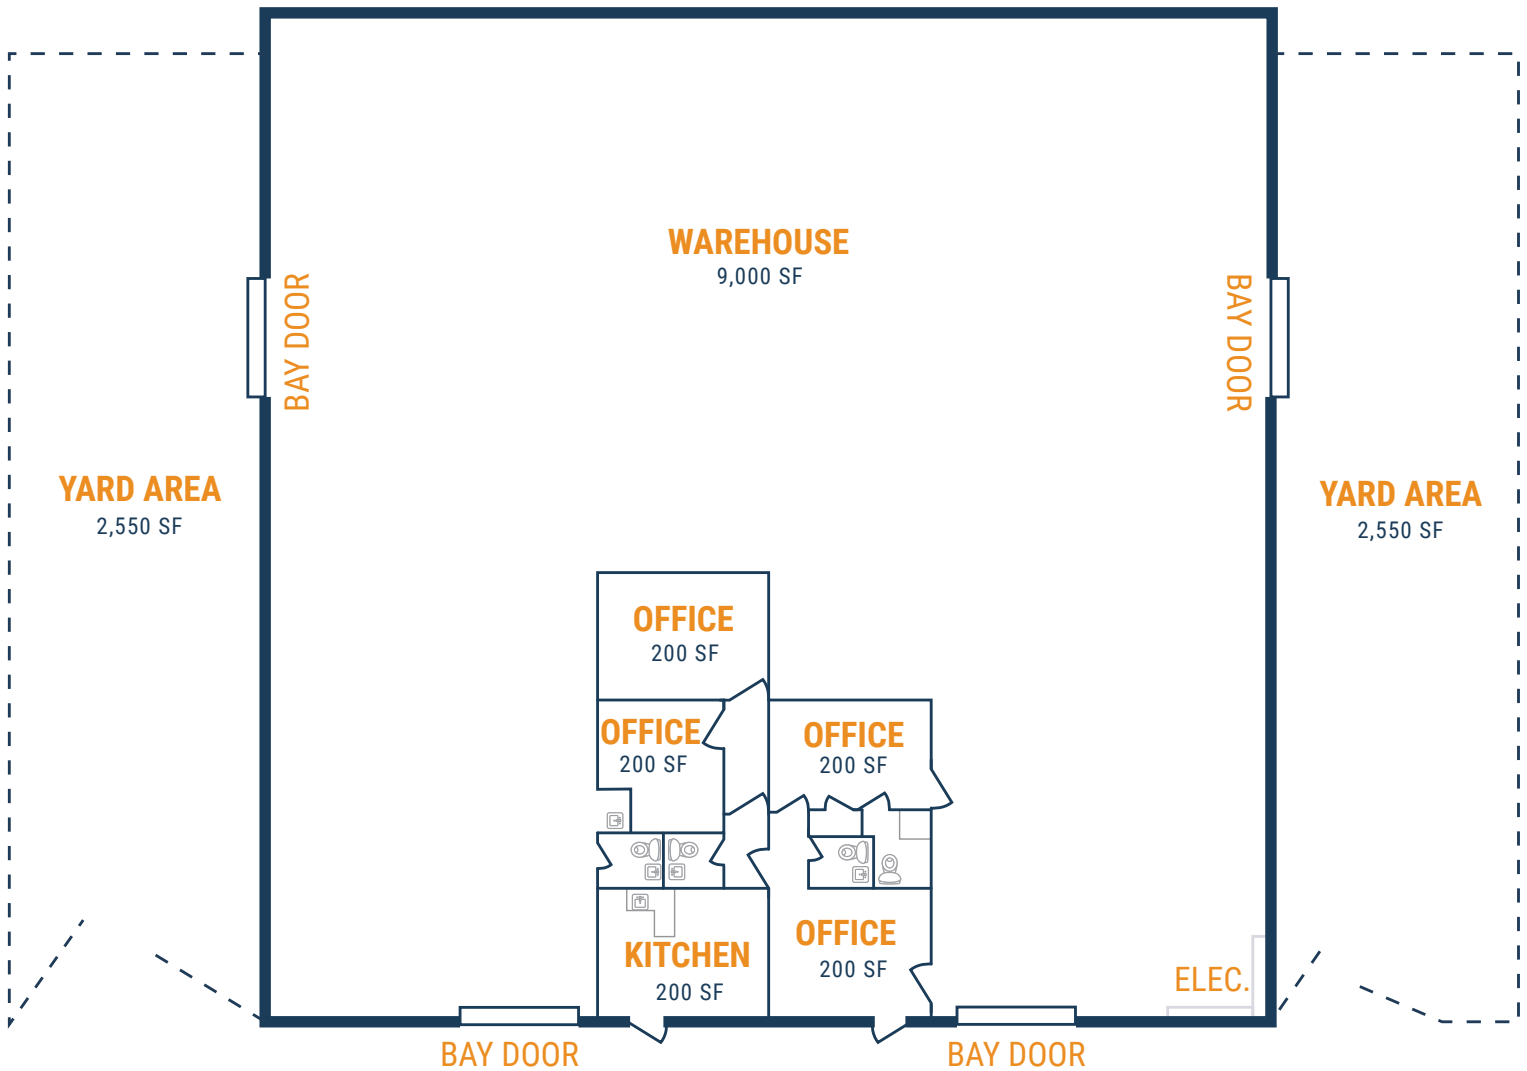 WAREHOUSE
9,000 SF
BAY DOOR
BAY DOOR
YARD AREA
2,550 SF
YARD AREA
2,550 SF
OFFICE
200 SF
OFFICE
200 SF
OFFICE
200 SF
KITCHEN
200 SF
OFFICE
200 SF
ELEC.
BAY DOOR
BAY DOOR